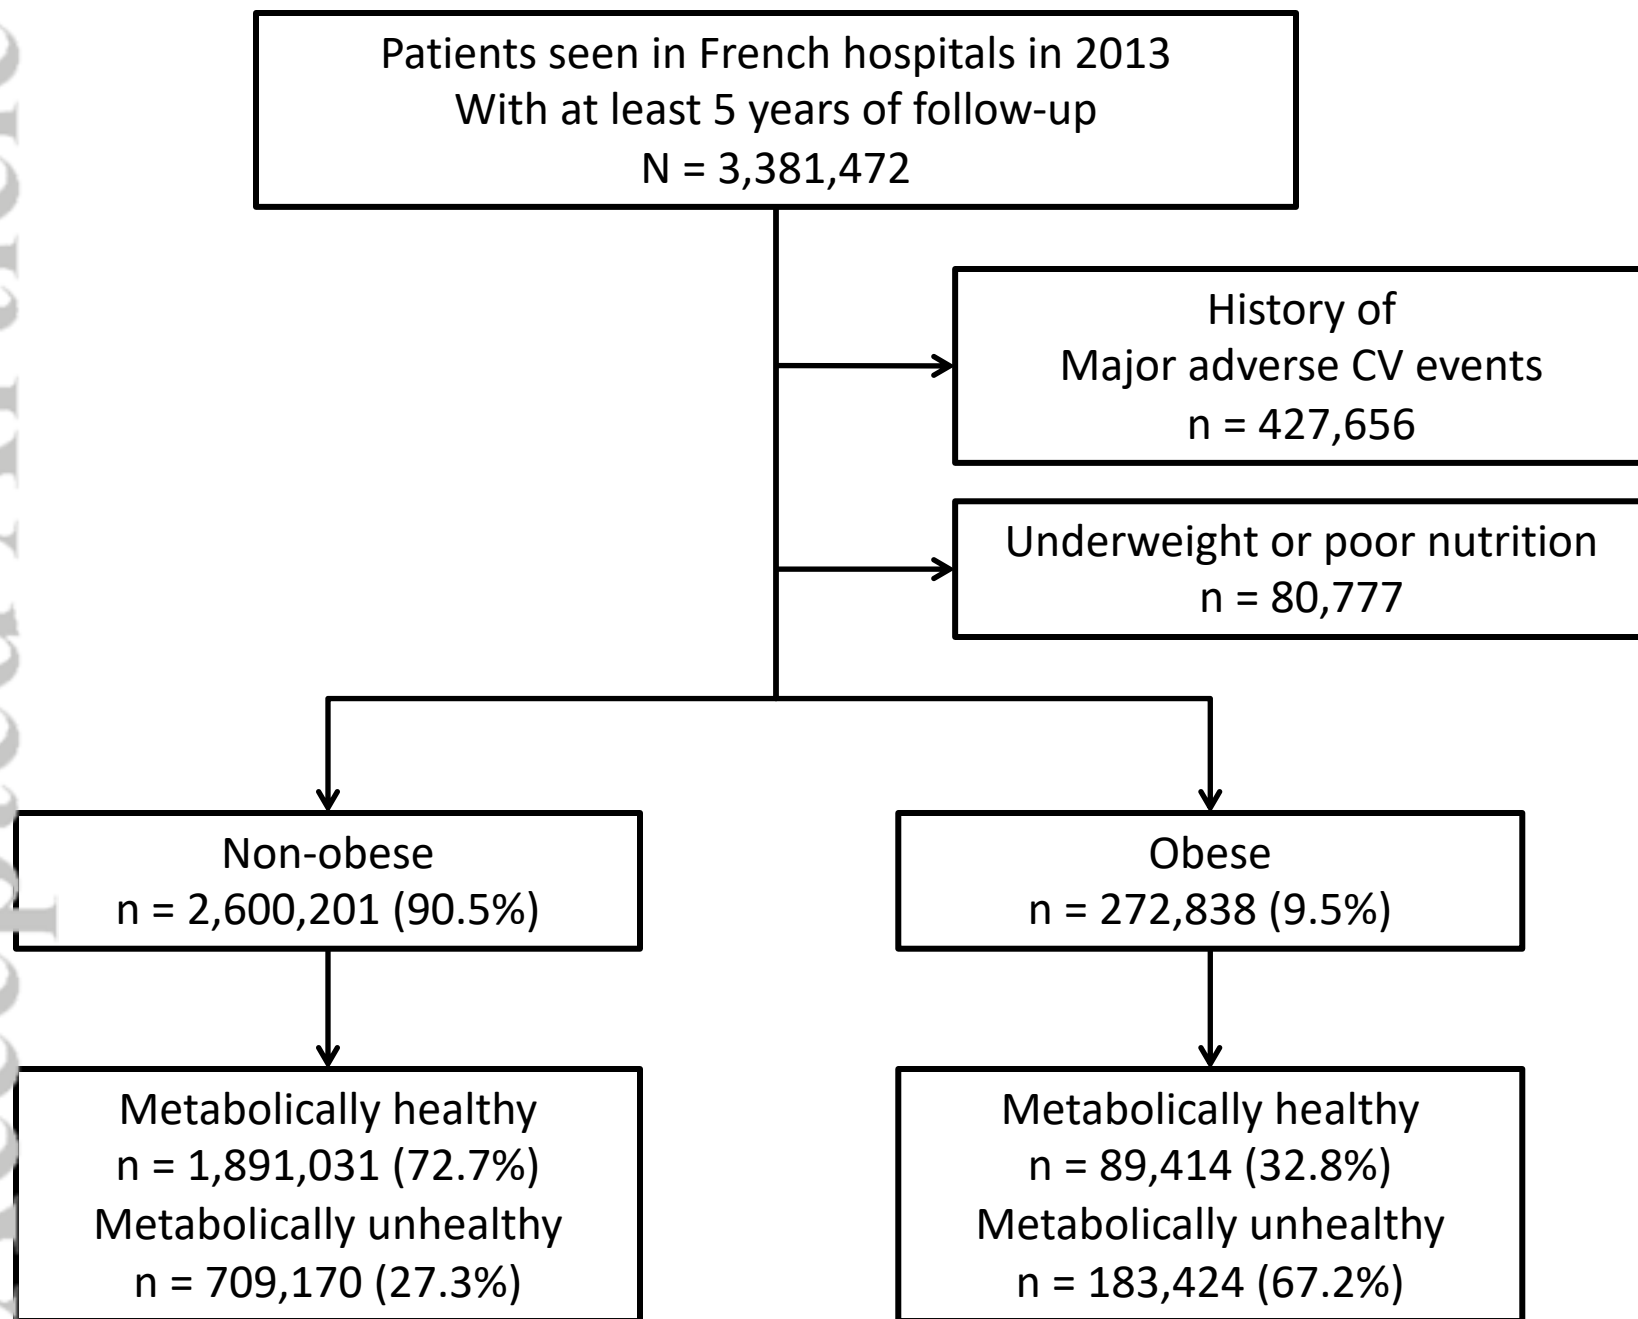 Patients seen in French hospitals in 2013
With at least 5 years of follow-up
N = 3,381,472
History of
Major adverse CV events
n = 427,656
Underweight or poor nutrition
n = 80,777
Non-obese
n = 2,600,201 (90.5%)
Obese
n = 272,838 (9.5%)
Metabolically healthy
n = 1,891,031 (72.7%)
Metabolically unhealthy
n = 709,170 (27.3%)
Metabolically healthy
n = 89,414 (32.8%)
Metabolically unhealthy
n = 183,424 (67.2%)